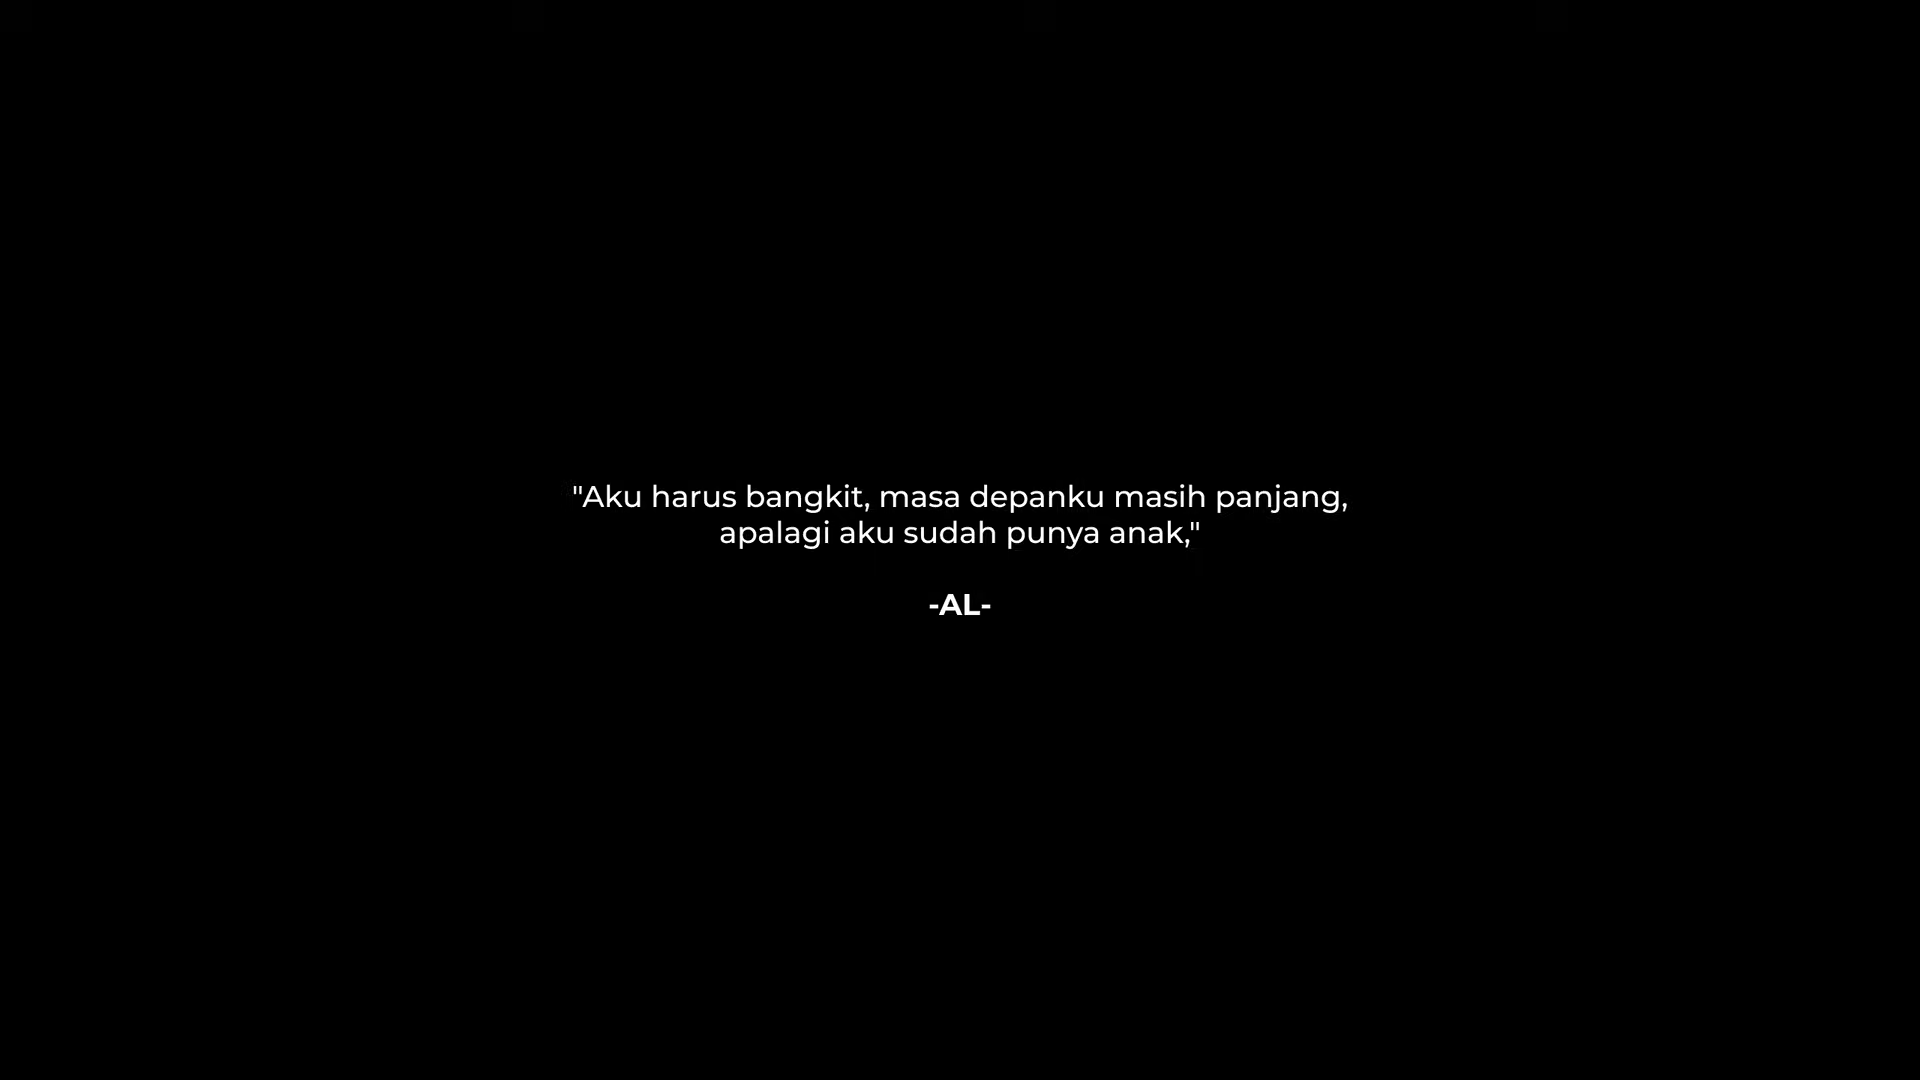 "Aku harus bangkit, masa depanku masih panjang,
apalagi aku sudah punya anak,"
-AL-